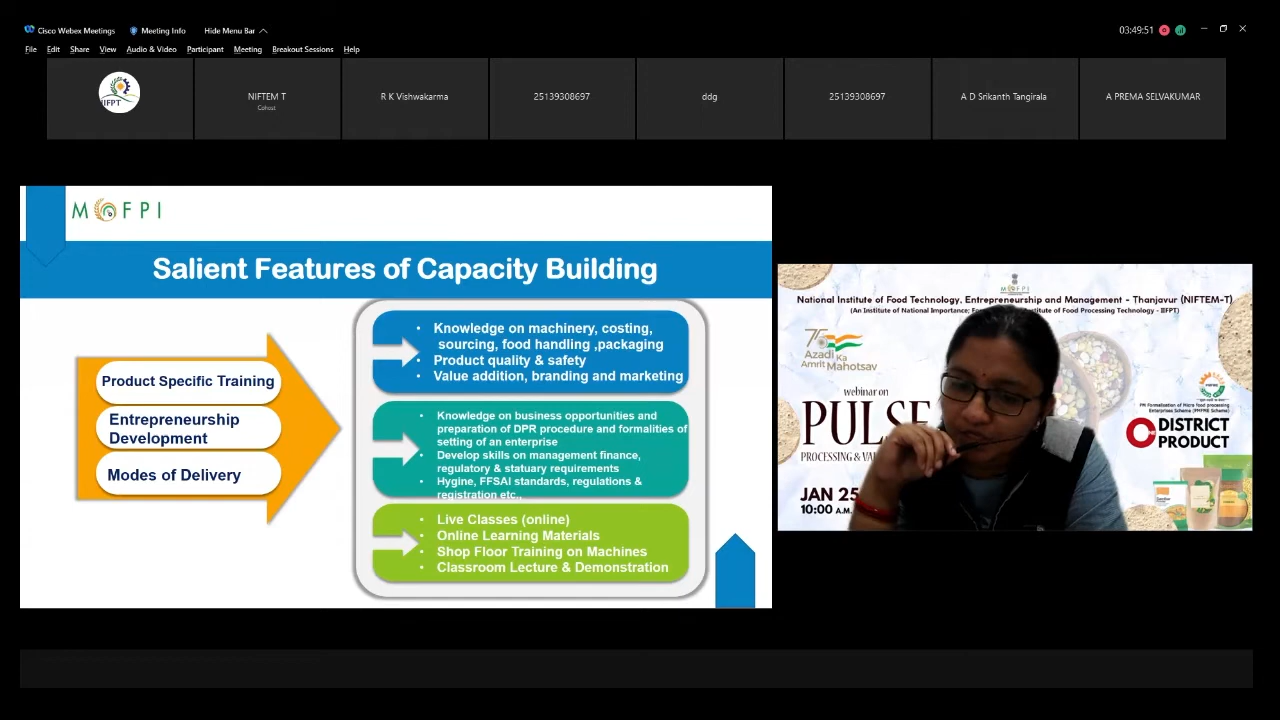 Cisco Webex Meetings
Meeting Info
Hide Menu Bar
03:49:51
File Edit Share View Audio & Video Participant Meeting Breakout Sessions Help
IIFPT
NIFTEM T
Cohost
R K Vishwakarma
25139308697
ddg
25139308697
A D Srikanth Tangirala
A PREMA SELVAKUMAR
MOFPI
Salient Features of Capacity Building
Product Specific Training
Entrepreneurship
Development
Modes of Delivery
• Knowledge on machinery, costing,
sourcing, food handling ,packaging
• Product quality & safety
• Value addition, branding and marketing
• Knowledge on business opportunities and
preparation of DPR procedure and formalities of
setting of an enterprise
• Develop skills on management finance,
regulatory & statuary requirements
• Hygine, FFSAI standards, regulations &
registration etc.,
• Live Classes (online)
• Online Learning Materials
• Shop Floor Training on Machines
• Classroom Lecture & Demonstration
MOFPI
National Institute of Food Technology, Entrepreneurship and Management - Thanjavur (NIFTEM-T)
(An Institute of National Importance; Institute of Food Processing Technology - IIFPT)
75
Azadi Ka
Amrit Mahotsav
webinar on
PULSE
PROCESSING &
JAN 25
10:00 A.M.
PM Formalisation of Micro food processing
Enterprises Scheme (PMFME Scheme)
DISTRICT
PRODUCT